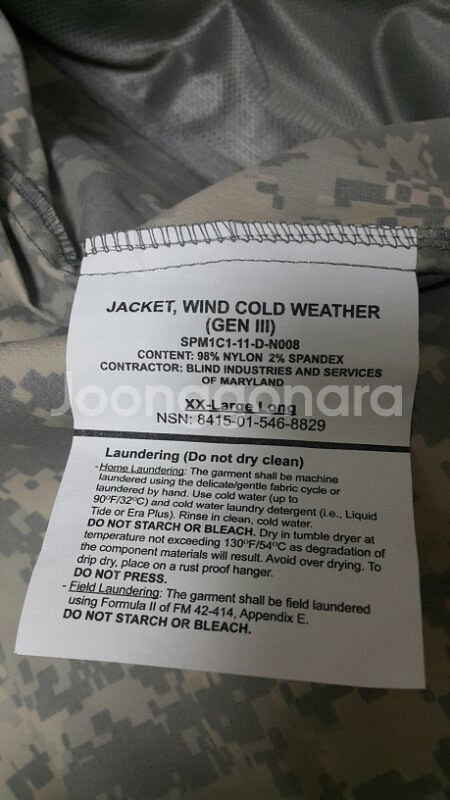 JACKET, WIND COLD WEATHER
(GEN III)
SPM1C1-11-D-N008
CONTENT: 98% NYLON 2% SPANDEX
CONTRACTOR: BLIND INDUSTRIES AND SERVICES
OF MARYLAND
XX-Large Long
Joonggonara
NSN: 8415-01-546-8829
Laundering (Do not dry clean)
-Home Laundering: The garment shall be machine
laundered using the delicate/gentle fabric cycle or
laundered by hand. Use cold water (up to
90ºF/32ºC) and cold water laundry detergent (i.e., Liquid
Tide or Era Plus). Rinse in clean, cold water.
DO NOT STARCH OR BLEACH. Dry in tumble dryer at
temperature not exceeding 130ºF/54ºC as degradation of
the component materials will result. Avoid over drying. To
drip dry, place on a rust proof hanger.
DO NOT PRESS.
- Field Laundering: The garment shall be field laundered
using Formula II of FM 42-414, Appendix E.
DO NOT STARCH OR BLEACH.